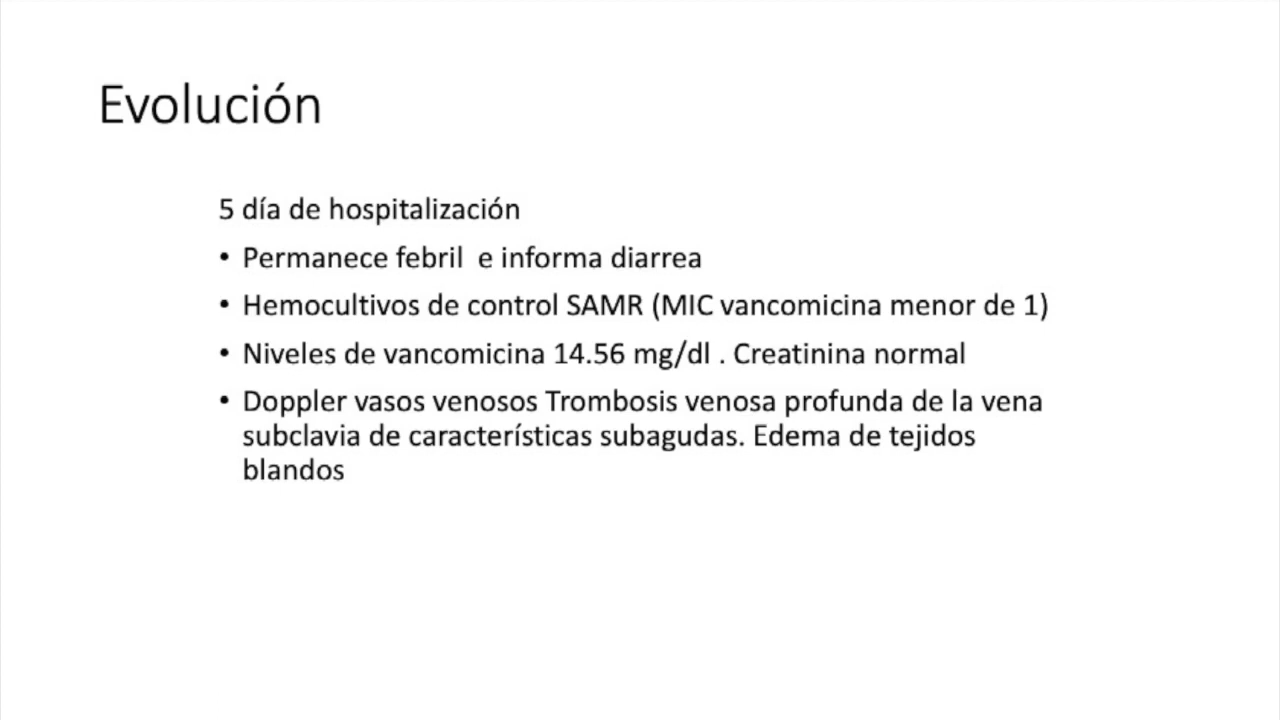 Evolución
5 día de hospitalización
• Permanece febril  e informa diarrea
• Hemocultivos de control SAMR (MIC vancomicina menor de 1)
• Niveles de vancomicina 14.56 mg/dl . Creatinina normal
• Doppler vasos venosos Trombosis venosa profunda de la vena
subclavia de características subagudas. Edema de tejidos
blandos